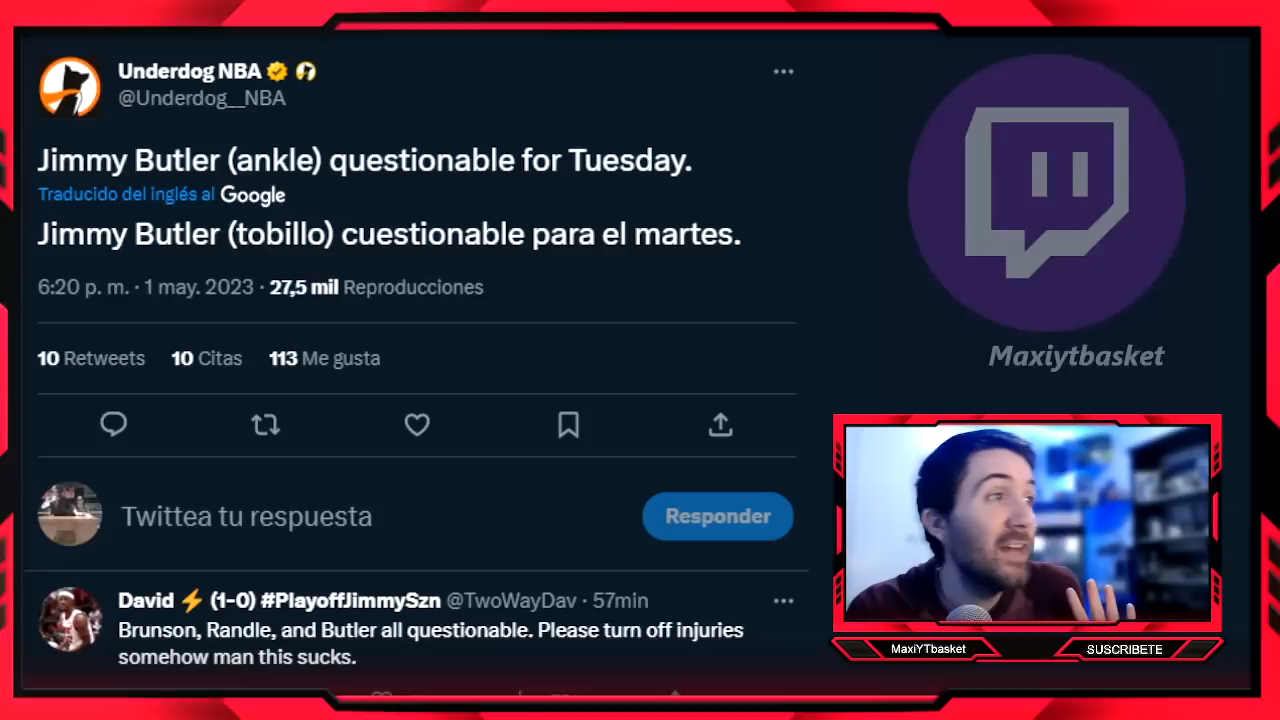 Underdog NBA
@Underdog__NBA
Jimmy Butler (ankle) questionable for Tuesday.
Traducido del inglés al Google
Jimmy Butler (tobillo) cuestionable para el martes.
6:20 p. m. · 1 may. 2023 · 27,5 mil Reproducciones
10 Retweets 10 Citas 113 Me gusta
Twittea tu respuesta
Responder
David ⚡ (1-0) #PlayoffJimmySzn @TwoWayDav · 57min
Brunson, Randle, and Butler all questionable. Please turn off injuries
somehow man this sucks.
Maxiytbasket
MaxiYTbasket
SUSCRIBETE